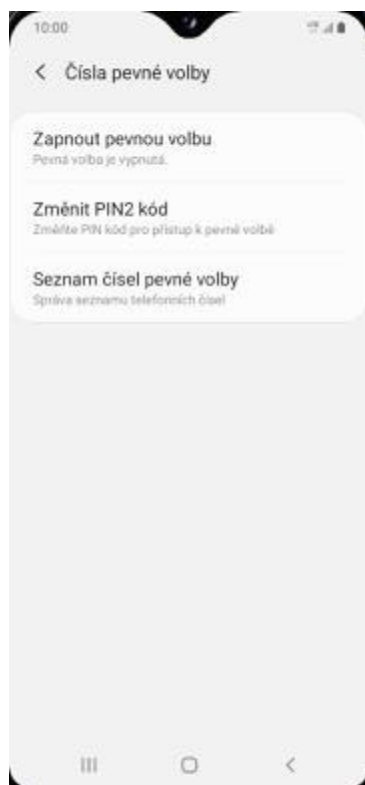 10:00
Čísla pevné volby
Zapnout pevnou volbu
Pevná volba je vypnutá.
Změnit PIN2 kód
Změňte PIN kód pro přístup k pevné volbě
Seznam čísel pevné volby
Správa seznamu telefonních čísel